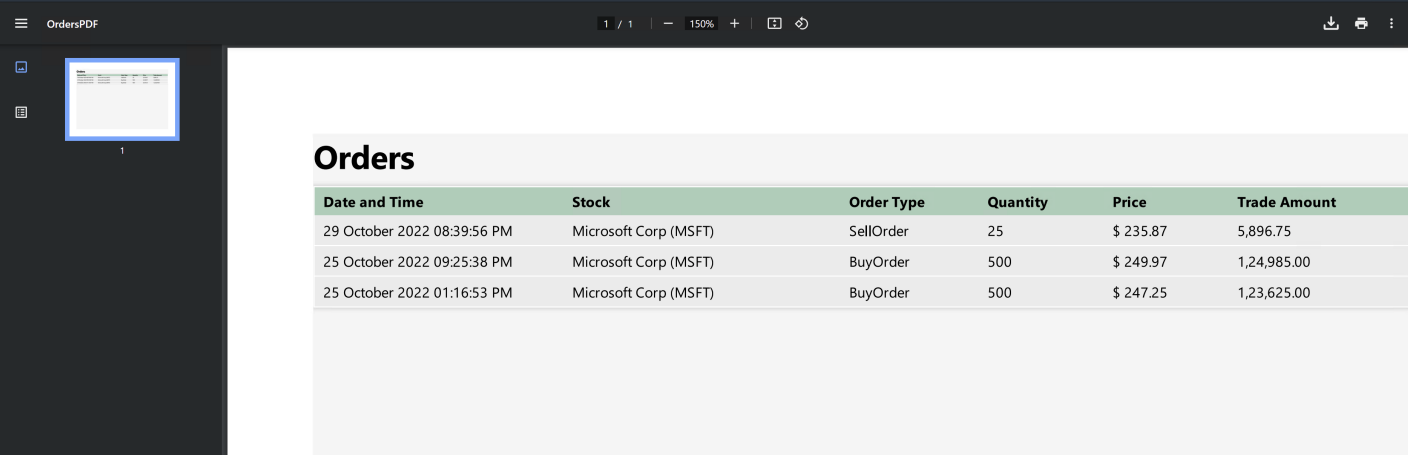 OrdersPDF
1 / 1
150%
1
Orders
Date and Time Stock Order Type Quantity Price Trade Amount
29 October 2022 08:39:56 PM Microsoft Corp (MSFT) SellOrder 25 $ 235.87 5,896.75
25 October 2022 09:25:38 PM Microsoft Corp (MSFT) BuyOrder 500 $ 249.97 1,24,985.00
25 October 2022 01:16:53 PM Microsoft Corp (MSFT) BuyOrder 500 $ 247.25 1,23,625.00